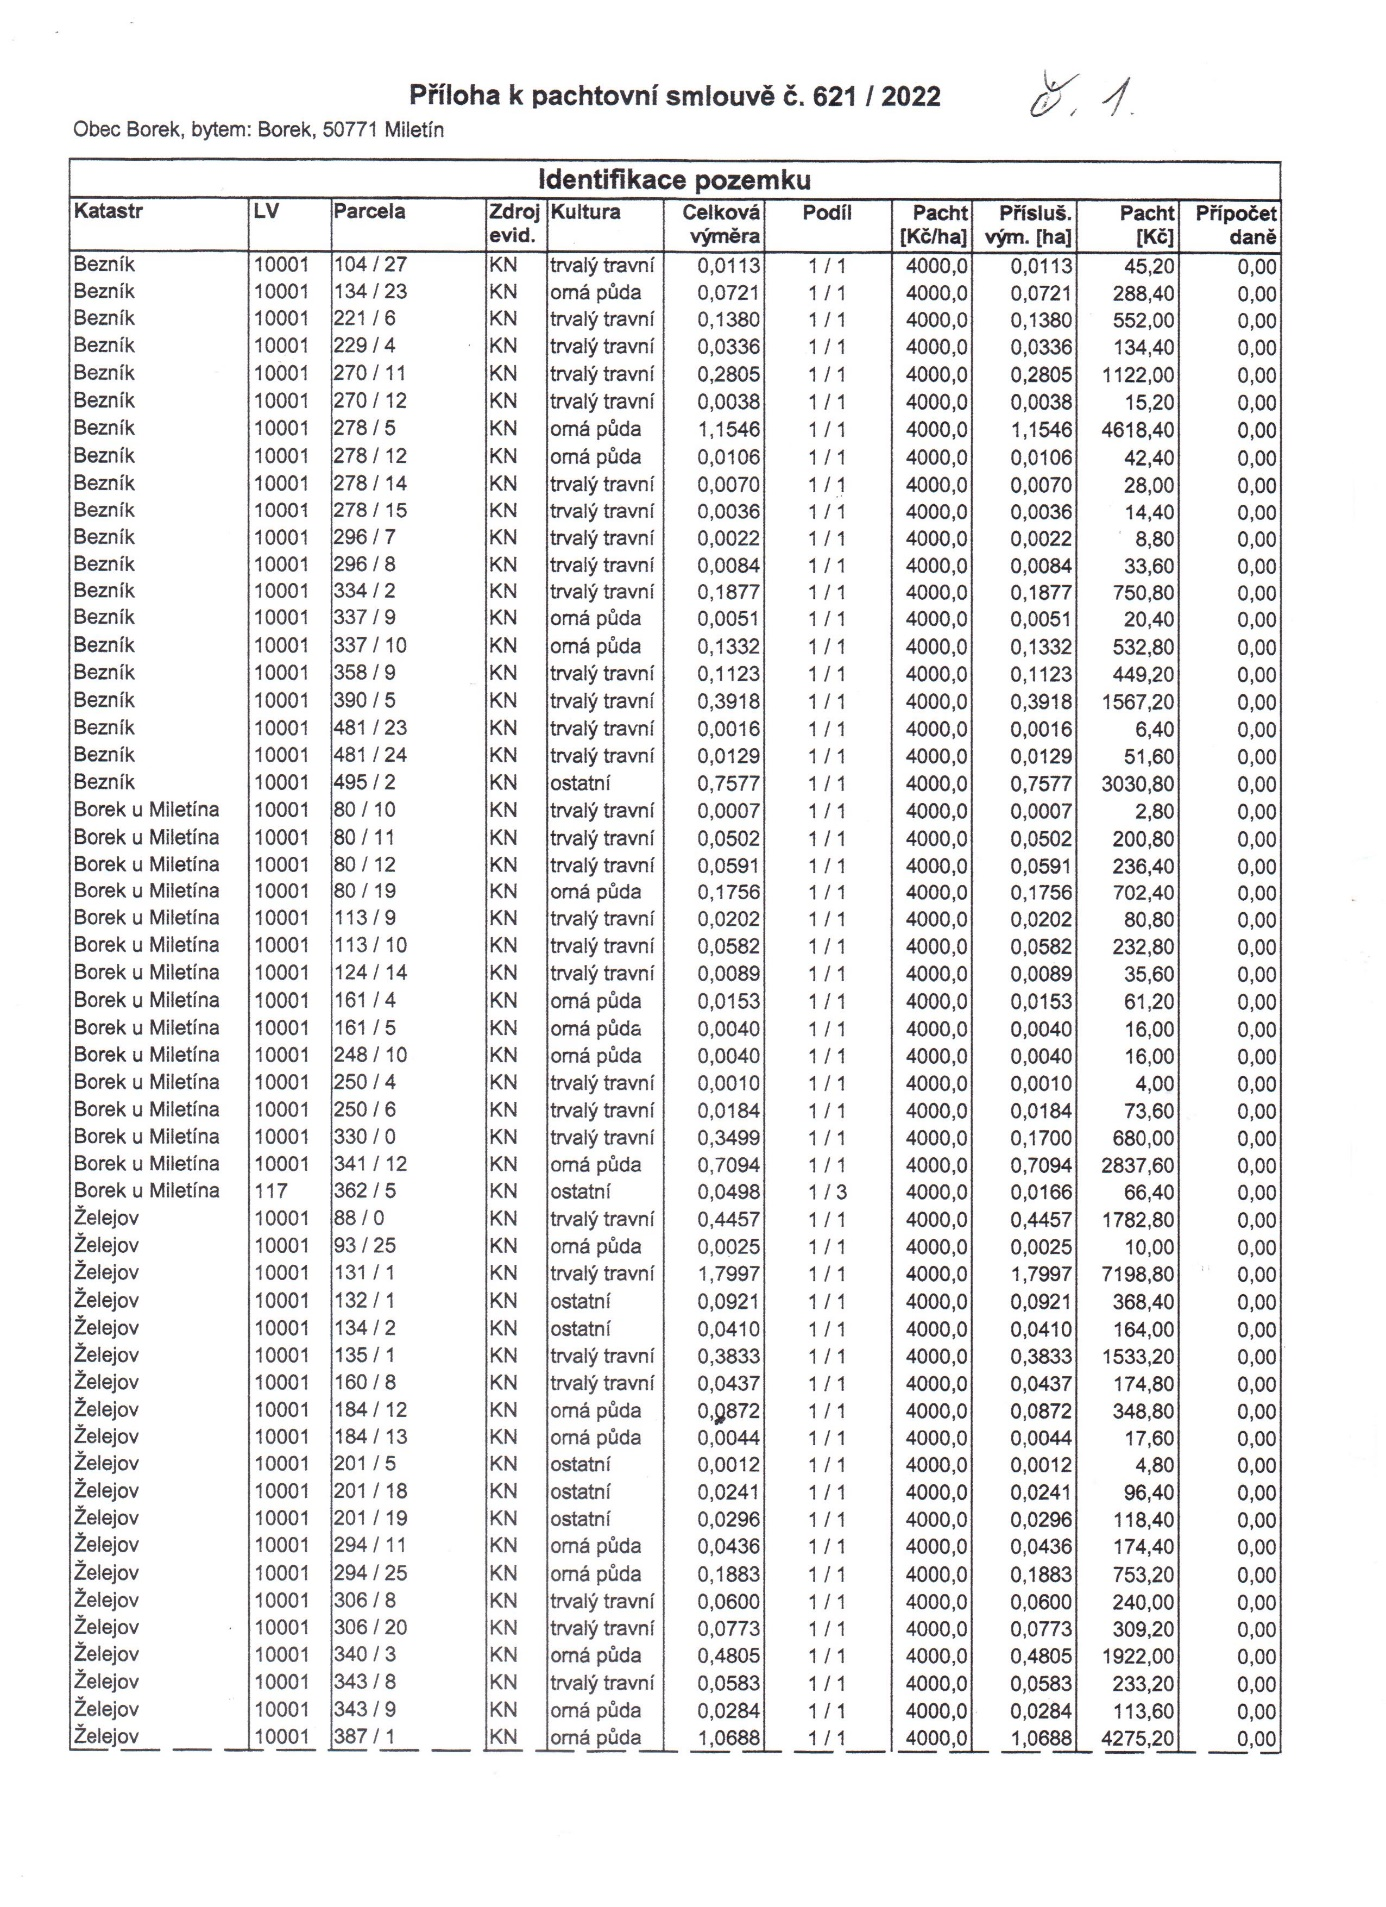 Příloha k pachtovní smlouvě č. 621 / 2022 č. 1.
Obec Borek, bytem: Borek, 50771 Miletín
Identifikace pozemku
Katastr LV Parcela Zdroj evid. Kultura Celková výměra Podíl Pacht [Kč/ha] Přísluš. vým. [ha] Pacht [Kč] Přípočet daně
Bezník 10001 104 / 27 KN trvalý travní 0,0113 1 / 1 4000,0 0,0113 45,20 0,00
Bezník 10001 134 / 23 KN orná půda 0,0721 1 / 1 4000,0 0,0721 288,40 0,00
Bezník 10001 221 / 6 KN trvalý travní 0,1380 1 / 1 4000,0 0,1380 552,00 0,00
Bezník 10001 229 / 4 KN trvalý travní 0,0336 1 / 1 4000,0 0,0336 134,40 0,00
Bezník 10001 270 / 11 KN trvalý travní 0,2805 1 / 1 4000,0 0,2805 1122,00 0,00
Bezník 10001 270 / 12 KN trvalý travní 0,0038 1 / 1 4000,0 0,0038 15,20 0,00
Bezník 10001 278 / 5 KN orná půda 1,1546 1 / 1 4000,0 1,1546 4618,40 0,00
Bezník 10001 278 / 12 KN orná půda 0,0106 1 / 1 4000,0 0,0106 42,40 0,00
Bezník 10001 278 / 14 KN trvalý travní 0,0070 1 / 1 4000,0 0,0070 28,00 0,00
Bezník 10001 278 / 15 KN trvalý travní 0,0036 1 / 1 4000,0 0,0036 14,40 0,00
Bezník 10001 296 / 7 KN trvalý travní 0,0022 1 / 1 4000,0 0,0022 8,80 0,00
Bezník 10001 296 / 8 KN trvalý travní 0,0084 1 / 1 4000,0 0,0084 33,60 0,00
Bezník 10001 334 / 2 KN trvalý travní 0,1877 1 / 1 4000,0 0,1877 750,80 0,00
Bezník 10001 337 / 9 KN orná půda 0,0051 1 / 1 4000,0 0,0051 20,40 0,00
Bezník 10001 337 / 10 KN orná půda 0,1332 1 / 1 4000,0 0,1332 532,80 0,00
Bezník 10001 358 / 9 KN trvalý travní 0,1123 1 / 1 4000,0 0,1123 449,20 0,00
Bezník 10001 390 / 5 KN trvalý travní 0,3918 1 / 1 4000,0 0,3918 1567,20 0,00
Bezník 10001 481 / 23 KN trvalý travní 0,0016 1 / 1 4000,0 0,0016 6,40 0,00
Bezník 10001 481 / 24 KN trvalý travní 0,0129 1 / 1 4000,0 0,0129 51,60 0,00
Bezník 10001 495 / 2 KN ostatní 0,7577 1 / 1 4000,0 0,7577 3030,80 0,00
Borek u Miletína 10001 80 / 10 KN trvalý travní 0,0007 1 / 1 4000,0 0,0007 2,80 0,00
Borek u Miletína 10001 80 / 11 KN trvalý travní 0,0502 1 / 1 4000,0 0,0502 200,80 0,00
Borek u Miletína 10001 80 / 12 KN trvalý travní 0,0591 1 / 1 4000,0 0,0591 236,40 0,00
Borek u Miletína 10001 80 / 19 KN orná půda 0,1756 1 / 1 4000,0 0,1756 702,40 0,00
Borek u Miletína 10001 113 / 9 KN trvalý travní 0,0202 1 / 1 4000,0 0,0202 80,80 0,00
Borek u Miletína 10001 113 / 10 KN trvalý travní 0,0582 1 / 1 4000,0 0,0582 232,80 0,00
Borek u Miletína 10001 124 / 14 KN trvalý travní 0,0089 1 / 1 4000,0 0,0089 35,60 0,00
Borek u Miletína 10001 161 / 4 KN orná půda 0,0153 1 / 1 4000,0 0,0153 61,20 0,00
Borek u Miletína 10001 161 / 5 KN orná půda 0,0040 1 / 1 4000,0 0,0040 16,00 0,00
Borek u Miletína 10001 248 / 10 KN orná půda 0,0040 1 / 1 4000,0 0,0040 16,00 0,00
Borek u Miletína 10001 250 / 4 KN trvalý travní 0,0010 1 / 1 4000,0 0,0010 4,00 0,00
Borek u Miletína 10001 250 / 6 KN trvalý travní 0,0184 1 / 1 4000,0 0,0184 73,60 0,00
Borek u Miletína 10001 330 / 0 KN trvalý travní 0,3499 1 / 1 4000,0 0,1700 680,00 0,00
Borek u Miletína 10001 341 / 12 KN orná půda 0,7094 1 / 1 4000,0 0,7094 2837,60 0,00
Borek u Miletína 117 362 / 5 KN ostatní 0,0498 1 / 3 4000,0 0,0166 66,40 0,00
Želejov 10001 88 / 0 KN trvalý travní 0,4457 1 / 1 4000,0 0,4457 1782,80 0,00
Želejov 10001 93 / 25 KN orná půda 0,0025 1 / 1 4000,0 0,0025 10,00 0,00
Želejov 10001 131 / 1 KN trvalý travní 1,7997 1 / 1 4000,0 1,7997 7198,80 0,00
Želejov 10001 132 / 1 KN ostatní 0,0921 1 / 1 4000,0 0,0921 368,40 0,00
Želejov 10001 134 / 2 KN ostatní 0,0410 1 / 1 4000,0 0,0410 164,00 0,00
Želejov 10001 135 / 1 KN trvalý travní 0,3833 1 / 1 4000,0 0,3833 1533,20 0,00
Želejov 10001 160 / 8 KN trvalý travní 0,0437 1 / 1 4000,0 0,0437 174,80 0,00
Želejov 10001 184 / 12 KN orná půda 0,0872 1 / 1 4000,0 0,0872 348,80 0,00
Želejov 10001 184 / 13 KN orná půda 0,0044 1 / 1 4000,0 0,0044 17,60 0,00
Želejov 10001 201 / 5 KN ostatní 0,0012 1 / 1 4000,0 0,0012 4,80 0,00
Želejov 10001 201 / 18 KN ostatní 0,0241 1 / 1 4000,0 0,0241 96,40 0,00
Želejov 10001 201 / 19 KN ostatní 0,0296 1 / 1 4000,0 0,0296 118,40 0,00
Želejov 10001 294 / 11 KN orná půda 0,0436 1 / 1 4000,0 0,0436 174,40 0,00
Želejov 10001 294 / 25 KN orná půda 0,1883 1 / 1 4000,0 0,1883 753,20 0,00
Želejov 10001 306 / 8 KN trvalý travní 0,0600 1 / 1 4000,0 0,0600 240,00 0,00
Želejov 10001 306 / 20 KN trvalý travní 0,0773 1 / 1 4000,0 0,0773 309,20 0,00
Želejov 10001 340 / 3 KN orná půda 0,4805 1 / 1 4000,0 0,4805 1922,00 0,00
Želejov 10001 343 / 8 KN trvalý travní 0,0583 1 / 1 4000,0 0,0583 233,20 0,00
Želejov 10001 343 / 9 KN orná půda 0,0284 1 / 1 4000,0 0,0284 113,60 0,00
Želejov 10001 387 / 1 KN orná půda 1,0688 1 / 1 4000,0 1,0688 4275,20 0,00